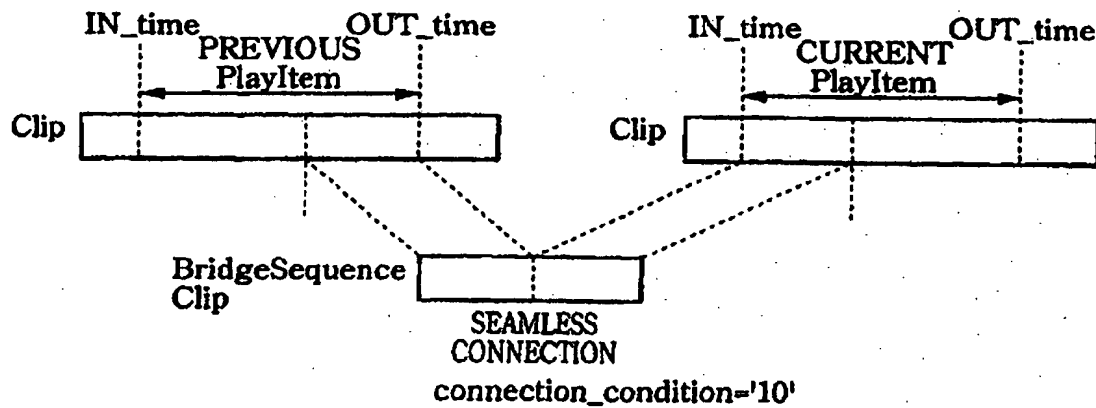 IN_time OUT_time
PREVIOUS
PlayItem
Clip
IN_time OUT_time
CURRENT
PlayItem
Clip
BridgeSequence
Clip
SEAMLESS
CONNECTION
connection_condition='10'